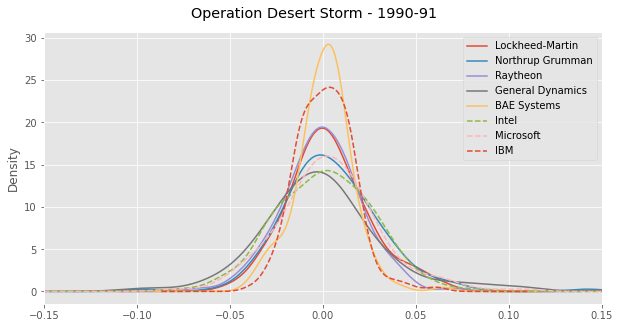 Operation Desert Storm - 1990-91
30
25
20
15
10
5
0
Density
−0.15
−0.10
−0.05
0.00
0.05
0.10
0.15
Lockheed-Martin
Northrup Grumman
Raytheon
General Dynamics
BAE Systems
Intel
Microsoft
IBM